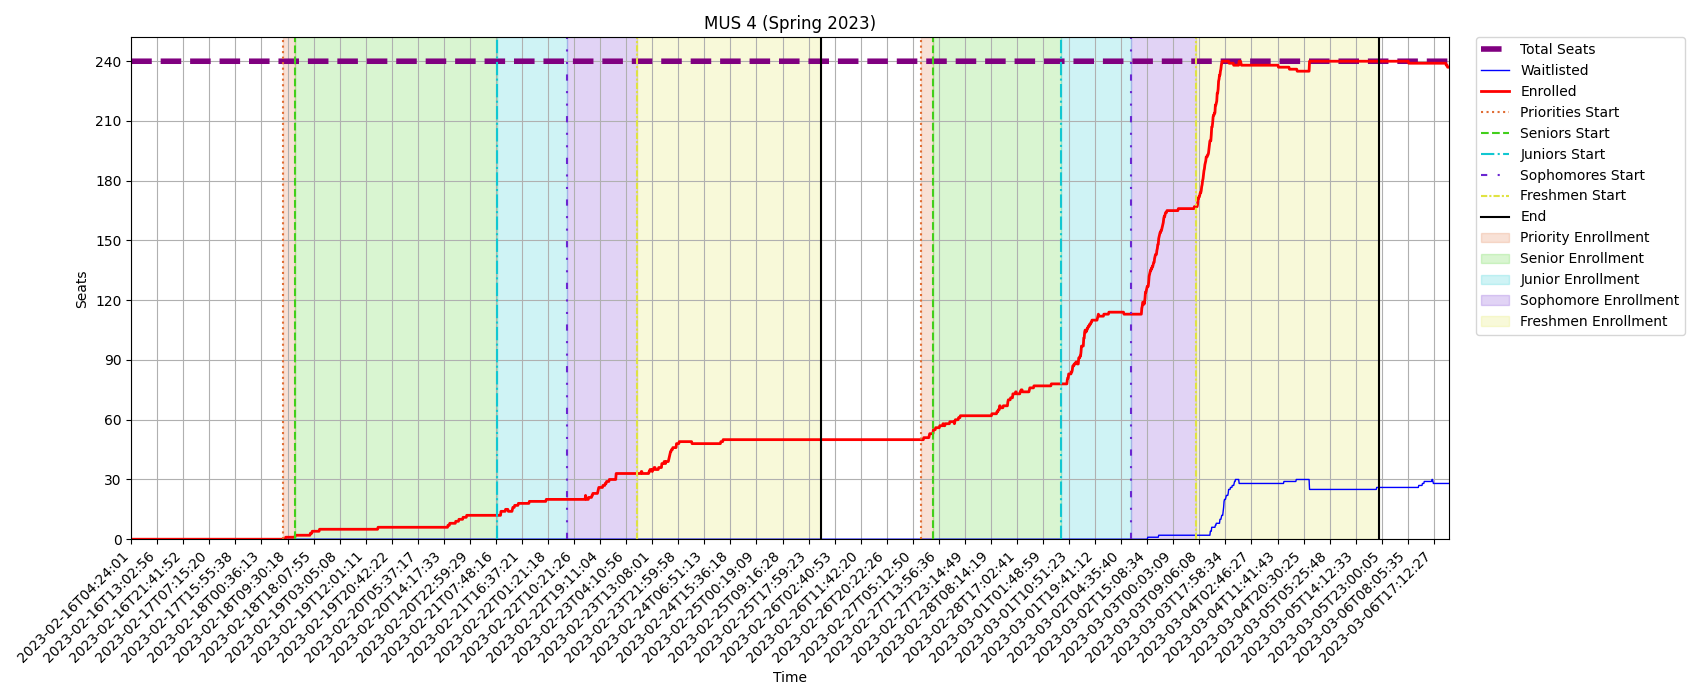 MUS 4 (Spring 2023)
Seats
240
210
180
150
120
90
60
30
0
2023-02-16T04:24:01
2023-02-16T13:02:56
2023-02-16T21:41:52
2023-02-17T07:15:20
2023-02-17T15:55:38
2023-02-18T00:36:13
2023-02-18T09:30:18
2023-02-18T18:07:55
2023-02-19T03:05:08
2023-02-19T12:01:11
2023-02-19T20:42:22
2023-02-20T05:37:17
2023-02-20T14:17:33
2023-02-20T22:59:29
2023-02-21T07:48:16
2023-02-21T16:37:21
2023-02-22T01:21:18
2023-02-22T10:21:26
2023-02-22T19:11:04
2023-02-23T04:10:56
2023-02-23T13:08:01
2023-02-23T21:59:58
2023-02-24T06:51:13
2023-02-24T15:36:18
2023-02-25T00:19:09
2023-02-25T09:16:28
2023-02-25T17:59:23
2023-02-26T02:40:53
2023-02-26T11:42:20
2023-02-26T20:22:26
2023-02-27T05:12:50
2023-02-27T13:56:36
2023-02-27T23:14:49
2023-02-28T08:14:19
2023-02-28T17:02:41
2023-03-01T01:48:59
2023-03-01T10:51:23
2023-03-01T19:41:12
2023-03-02T04:35:40
2023-03-02T15:08:34
2023-03-03T00:03:09
2023-03-03T09:06:08
2023-03-03T17:58:34
2023-03-04T02:46:27
2023-03-04T11:41:43
2023-03-04T20:30:25
2023-03-05T05:25:48
2023-03-05T14:12:33
2023-03-05T23:00:05
2023-03-06T08:05:35
2023-03-06T17:12:27
Time
Total Seats
Waitlisted
Enrolled
Priorities Start
Seniors Start
Juniors Start
Sophomores Start
Freshmen Start
End
Priority Enrollment
Senior Enrollment
Junior Enrollment
Sophomore Enrollment
Freshmen Enrollment